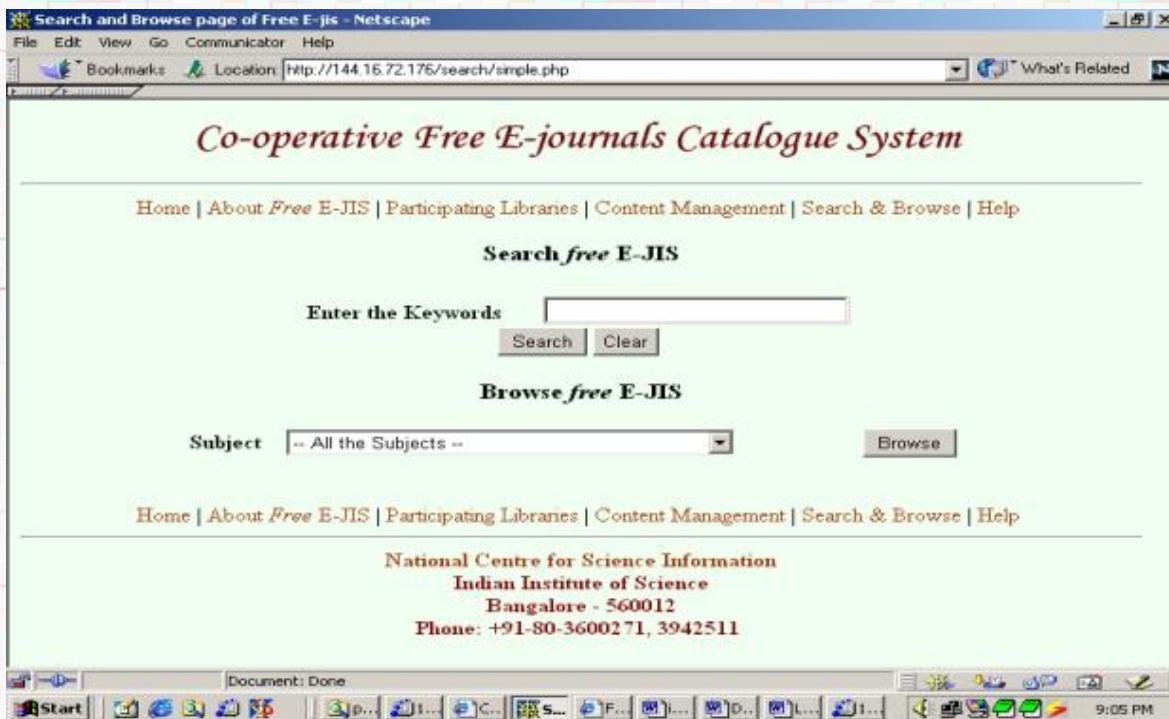 Search and Browse page of Free E-jis - Netscape
File Edit View Go Communicator Help
Bookmarks Location: http://144.16.72.176/search/simple.php What's Related
Co-operative Free E-journals Catalogue System
Home | About Free E-JIS | Participating Libraries | Content Management | Search & Browse | Help
Search free E-JIS
Enter the Keywords
Search Clear
Browse free E-JIS
Subject -- All the Subjects -- Browse
Home | About Free E-JIS | Participating Libraries | Content Management | Search & Browse | Help
National Centre for Science Information
Indian Institute of Science
Bangalore - 560012
Phone: +91-80-3600271, 3942511
Document: Done
Start 9:05 PM